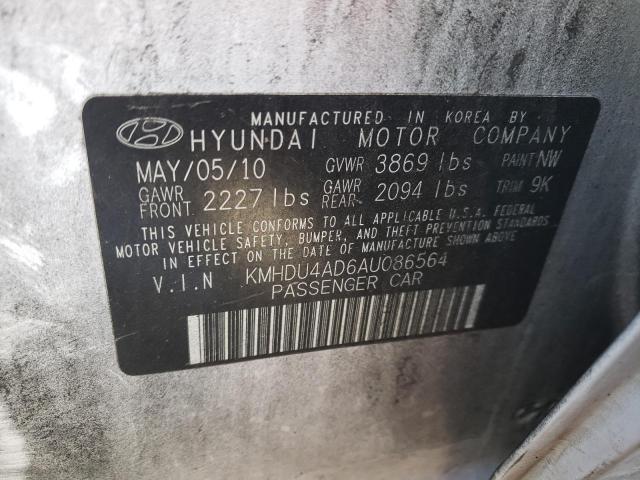 MANUFACTURED IN KOREA BY
HYUNDAI MOTOR COMPANY
MAY/05/10 GVWR 3869 lbs PAINT NW
GAWR FRONT 2227 lbs GAWR REAR 2094 lbs TRIM 9K
THIS VEHICLE CONFORMS TO ALL APPLICABLE U.S.A. FEDERAL
MOTOR VEHICLE SAFETY, BUMPER, AND THEFT PREVENTION STANDARDS
IN EFFECT ON THE DATE OF MANUFACTURE SHOWN ABOVE.
V.I.N KMHDU4AD6AU086564
PASSENGER CAR